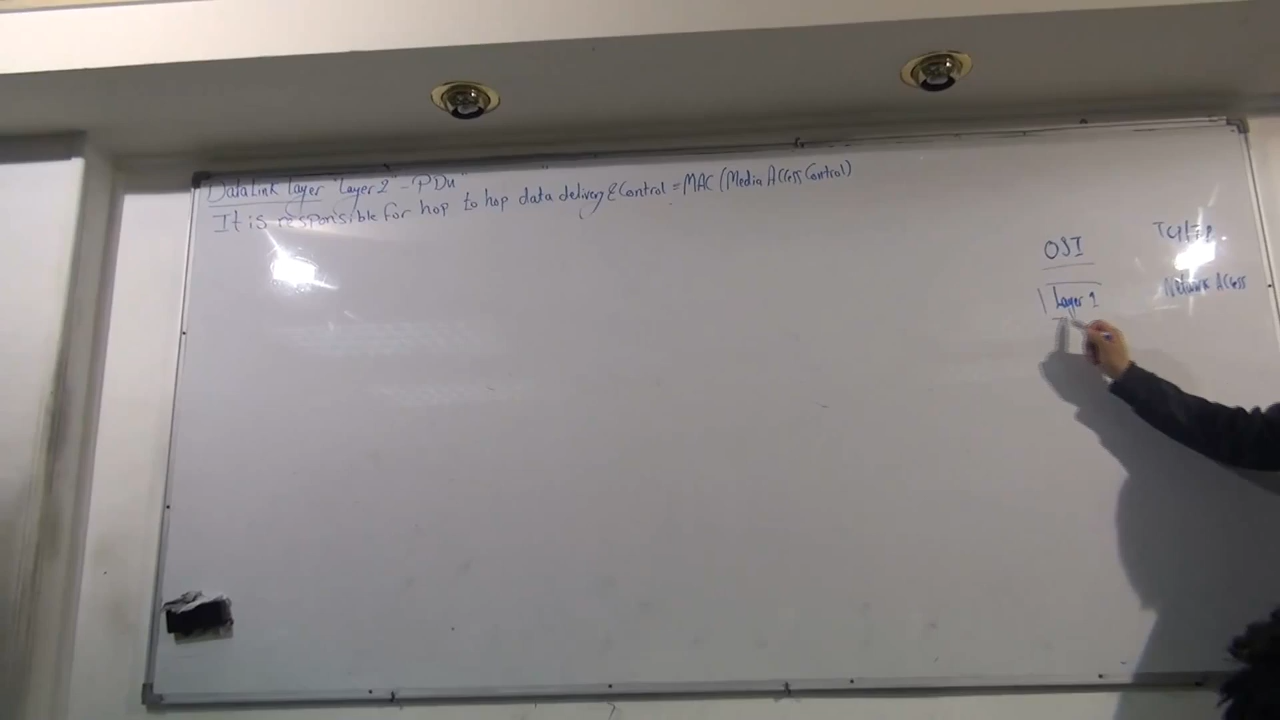 DataLink layer "layer 2" - "PDu"
It is responsible for hop to hop data delivery & Control = MAC (Media Access Control)
OSI
TCP/IP
Layer 2
Network Access